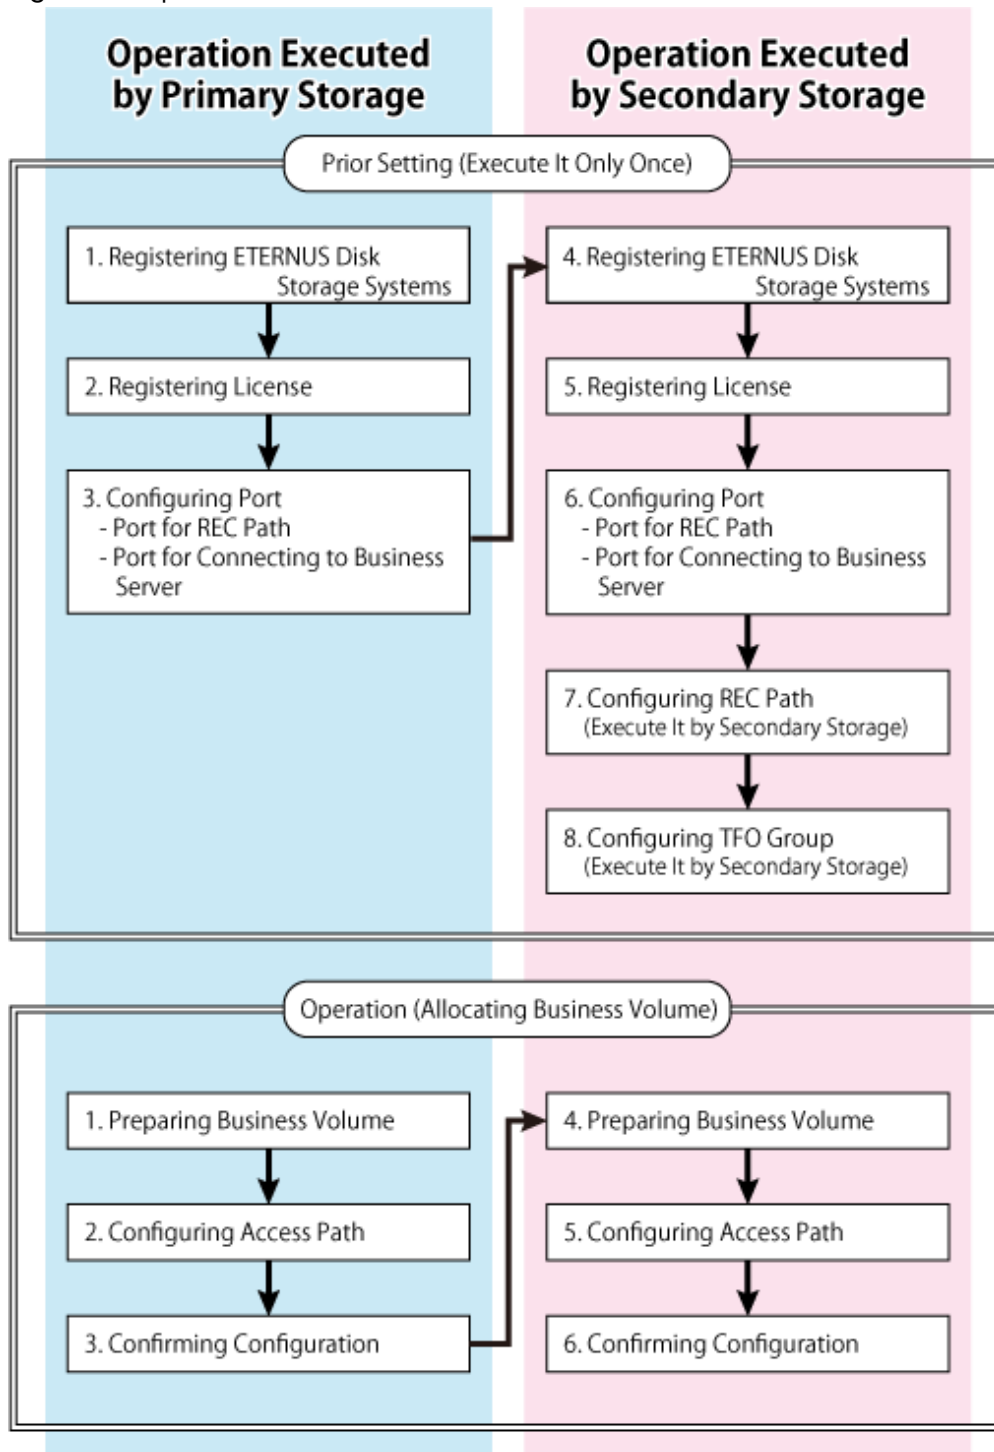 Operation Executed
by Primary Storage
Operation Executed
by Secondary Storage
Prior Setting (Execute It Only Once)
1. Registering ETERNUS Disk
Storage Systems
2. Registering License
3. Configuring Port
- Port for REC Path
- Port for Connecting to Business
Server
4. Registering ETERNUS Disk
Storage Systems
5. Registering License
6. Configuring Port
- Port for REC Path
- Port for Connecting to Business
Server
7. Configuring REC Path
(Execute It by Secondary Storage)
8. Configuring TFO Group
(Execute It by Secondary Storage)
Operation (Allocating Business Volume)
1. Preparing Business Volume
2. Configuring Access Path
3. Confirming Configuration
4. Preparing Business Volume
5. Configuring Access Path
6. Confirming Configuration